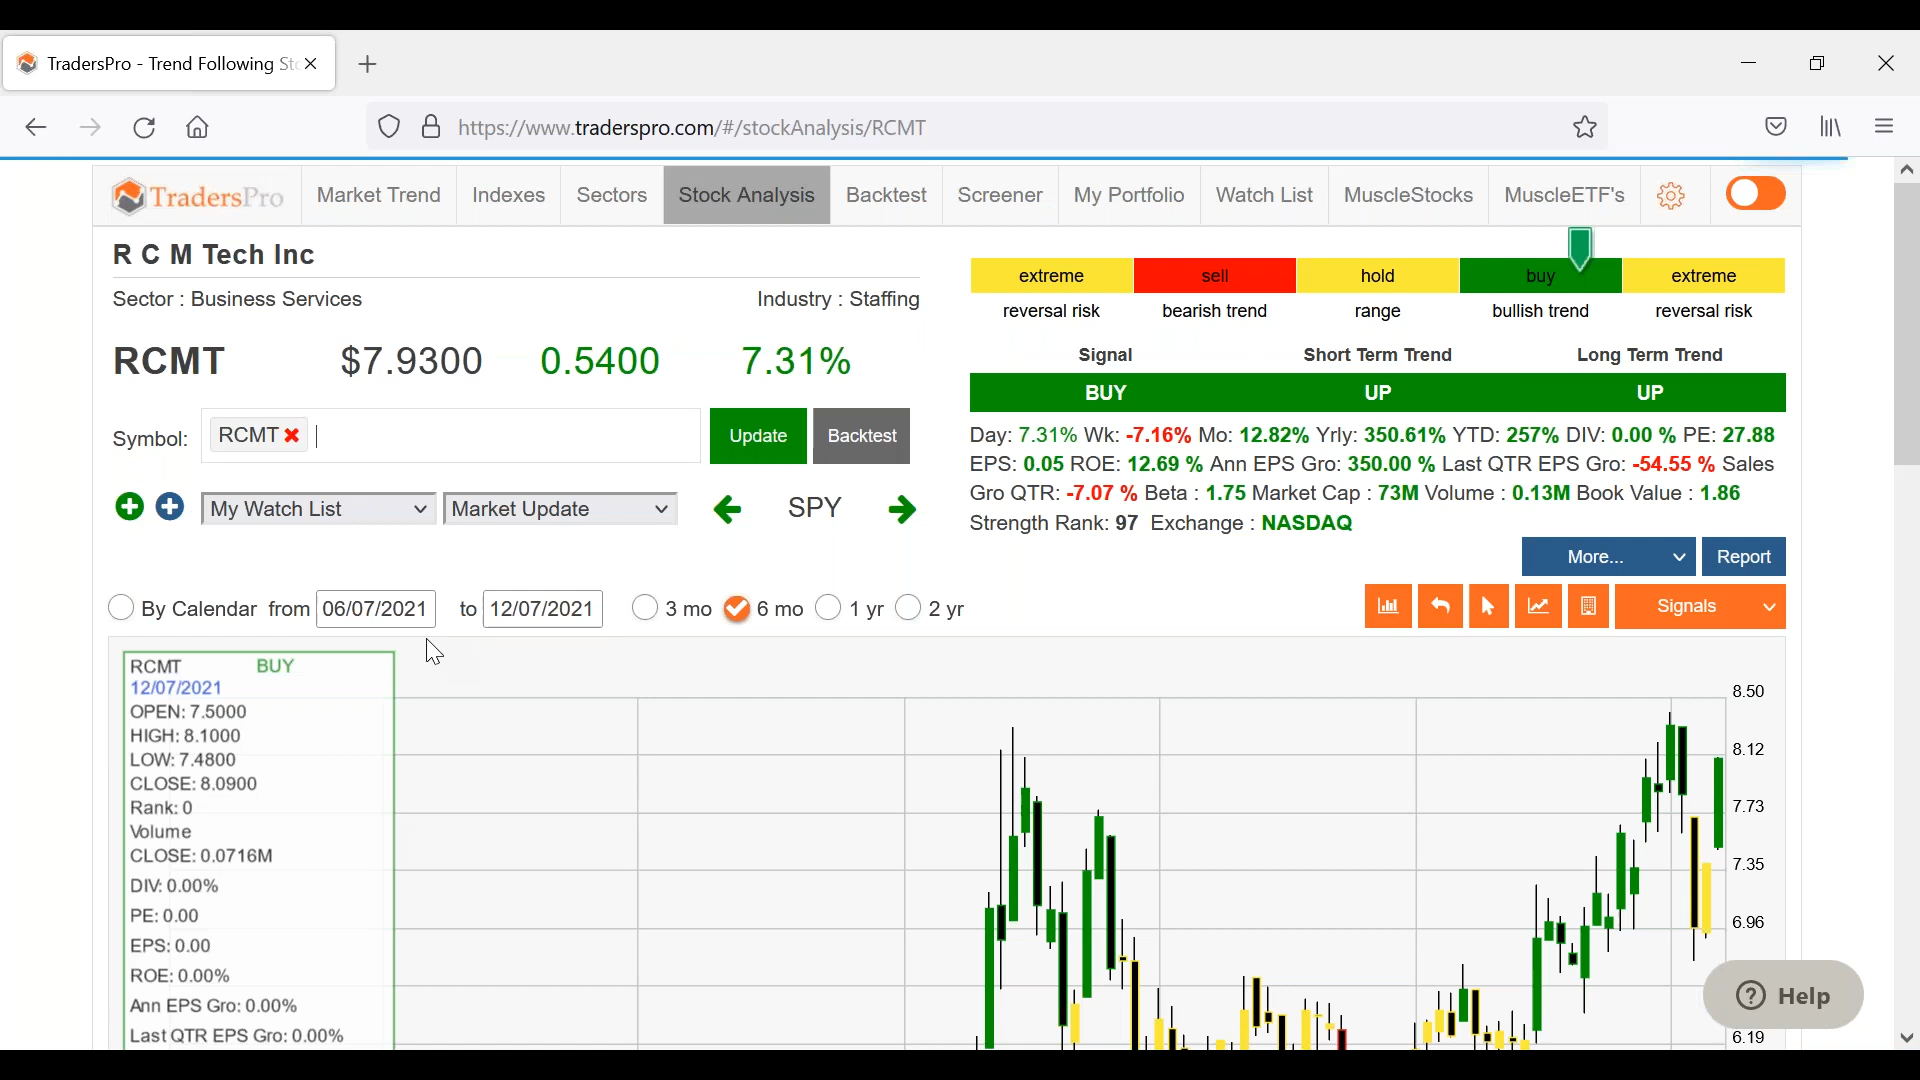 TradersPro - Trend Following Sto
https://www.traderspro.com/#/stockAnalysis/RCMT
TradersPro Market Trend Indexes Sectors Stock Analysis Backtest Screener My Portfolio Watch List MuscleStocks MuscleETF's
R C M Tech Inc
Sector : Business Services Industry : Staffing
RCMT $7.9300 0.5400 7.31%
Symbol: RCMT Update Backtest
My Watch List Market Update SPY
extreme sell hold buy extreme
reversal risk bearish trend range bullish trend reversal risk
Signal Short Term Trend Long Term Trend
BUY UP UP
Day: 7.31% Wk: -7.16% Mo: 12.82% Yrly: 350.61% YTD: 257% DIV: 0.00 % PE: 27.88
EPS: 0.05 ROE: 12.69 % Ann EPS Gro: 350.00 % Last QTR EPS Gro: -54.55 % Sales
Gro QTR: -7.07 % Beta : 1.75 Market Cap : 73M Volume : 0.13M Book Value : 1.86
Strength Rank: 97 Exchange : NASDAQ
More... Report
By Calendar from 06/07/2021 to 12/07/2021 3 mo 6 mo 1 yr 2 yr
Signals
RCMT BUY
12/07/2021
OPEN: 7.5000
HIGH: 8.1000
LOW: 7.4800
CLOSE: 8.0900
Rank: 0
Volume
CLOSE: 0.0716M
DIV: 0.00%
PE: 0.00
EPS: 0.00
ROE: 0.00%
Ann EPS Gro: 0.00%
Last QTR EPS Gro: 0.00%
8.50
8.12
7.73
7.35
6.96
6.19
Help